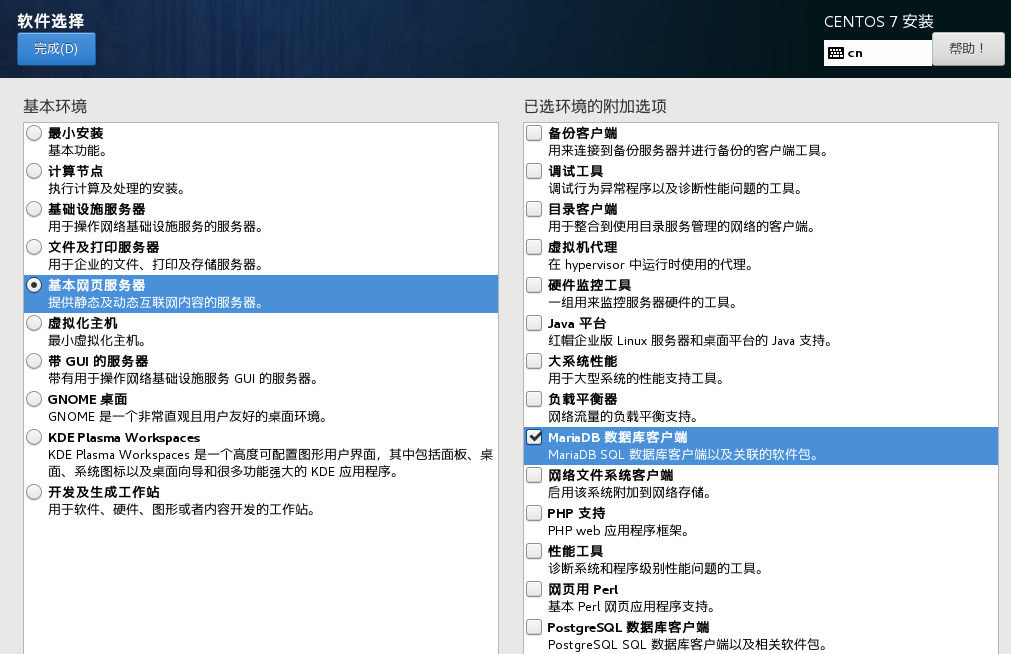 软件选择
完成(D)
CENTOS 7 安装
cn
帮助！
基本环境
最小安装
基本功能。
计算节点
执行计算及处理的安装。
基础设施服务器
用于操作网络基础设施服务的服务器。
文件及打印服务器
用于企业的文件、打印及存储服务器。
基本网页服务器
提供静态及动态互联网内容的服务器。
虚拟化主机
最小虚拟化主机。
带 GUI 的服务器
带有用于操作网络基础设施服务 GUI 的服务器。
GNOME 桌面
GNOME 是一个非常直观且用户友好的桌面环境。
KDE Plasma Workspaces
KDE Plasma Workspaces 是一个高度可配置图形用户界面，其中包括面板、桌
面、系统图标以及桌面向导和很多功能强大的 KDE 应用程序。
开发及生成工作站
用于软件、硬件、图形或者内容开发的工作站。
已选环境的附加选项
备份客户端
用来连接到备份服务器并进行备份的客户端工具。
调试工具
调试行为异常程序以及诊断性能问题的工具。
目录客户端
用于整合到使用目录服务管理的网络的客户端。
虚拟机代理
在 hypervisor 中运行时使用的代理。
硬件监控工具
一组用来监控服务器硬件的工具。
Java 平台
红帽企业版 Linux 服务器和桌面平台的 Java 支持。
大系统性能
用于大型系统的性能支持工具。
负载平衡器
网络流量的负载平衡支持。
MariaDB 数据库客户端
MariaDB SQL 数据库客户端以及关联的软件包。
网络文件系统客户端
启用该系统附加到网络存储。
PHP 支持
PHP web 应用程序框架。
性能工具
诊断系统和程序级别性能问题的工具。
网页用 Perl
基本 Perl 网页应用程序支持。
PostgreSQL 数据库客户端
PostgreSQL SQL 数据库客户端以及相关软件包。